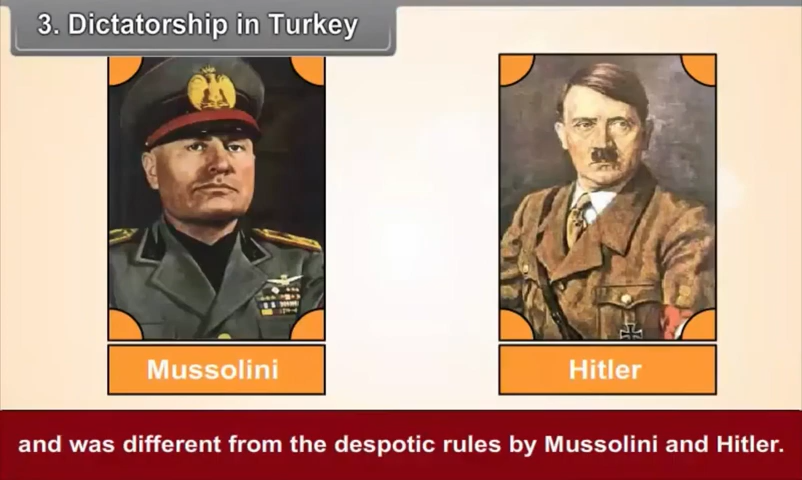 3. Dictatorship in Turkey
Mussolini
Hitler
and was different from the despotic rules by Mussolini and Hitler.